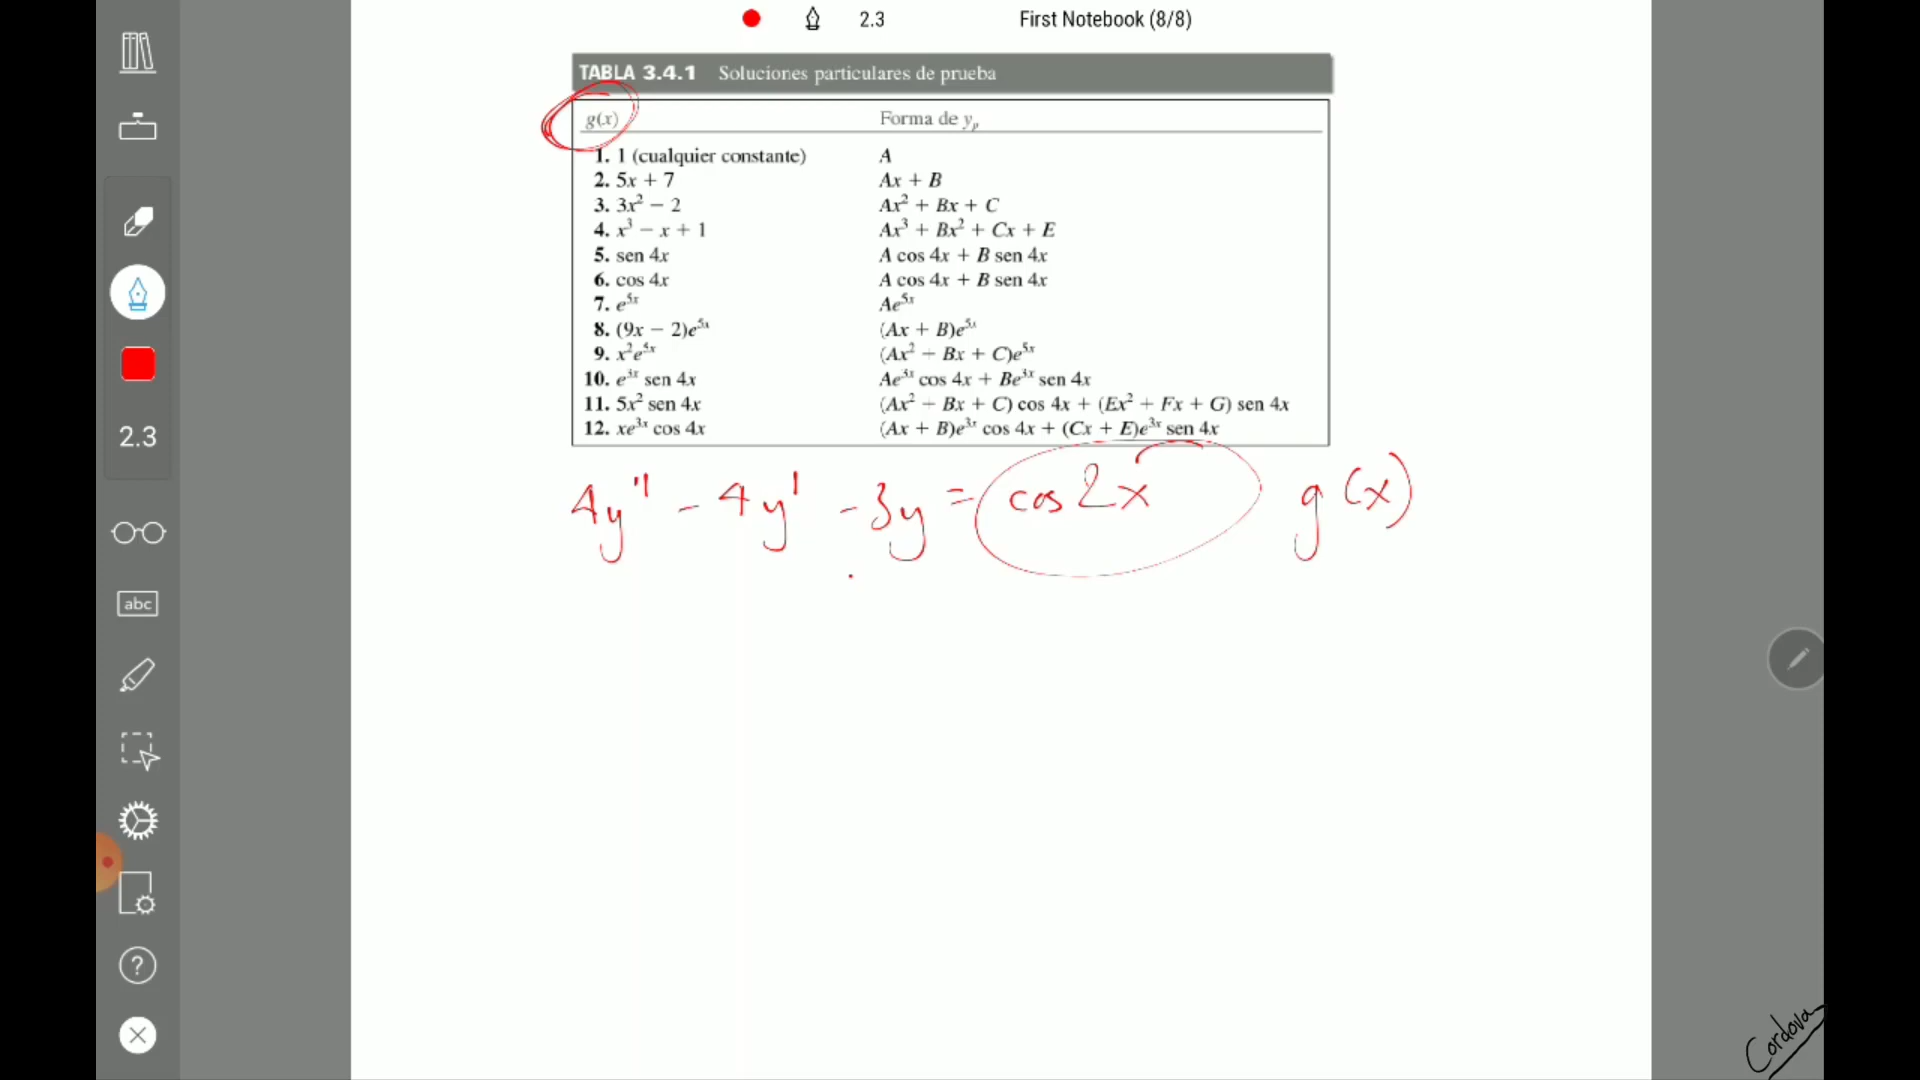 2.3 First Notebook (8/8)
TABLA 3.4.1 Soluciones particulares de prueba
g(x) Forma de yₚ
1. 1 (cualquier constante) A
2. 5x + 7 Ax + B
3. 3x² − 2 Ax² + Bx + C
4. x³ − x + 1 Ax³ + Bx² + Cx + E
5. sen 4x A cos 4x + B sen 4x
6. cos 4x A cos 4x + B sen 4x
7. e⁵ˣ Ae⁵ˣ
8. (9x − 2)e⁵ˣ (Ax + B)e⁵ˣ
9. x²e⁵ˣ (Ax² + Bx + C)e⁵ˣ
10. e³ˣ sen 4x Ae³ˣ cos 4x + Be³ˣ sen 4x
11. 5x² sen 4x (Ax² + Bx + C) cos 4x + (Ex² + Fx + G) sen 4x
12. xe³ˣ cos 4x (Ax + B)e³ˣ cos 4x + (Cx + E)e³ˣ sen 4x
4y'' - 4y' - 3y = cos 2x g(x)
2.3
abc
?
Cordova